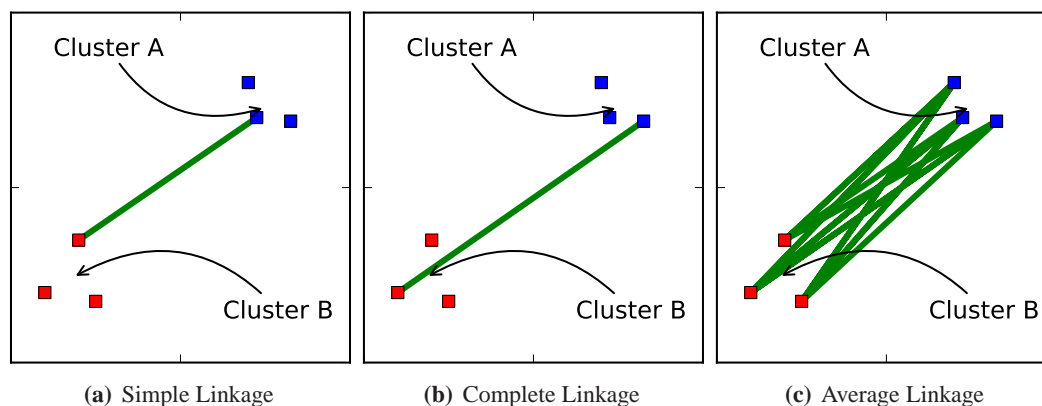 Cluster A
Cluster B
(a) Simple Linkage
Cluster A
Cluster B
(b) Complete Linkage
Cluster A
Cluster B
(c) Average Linkage